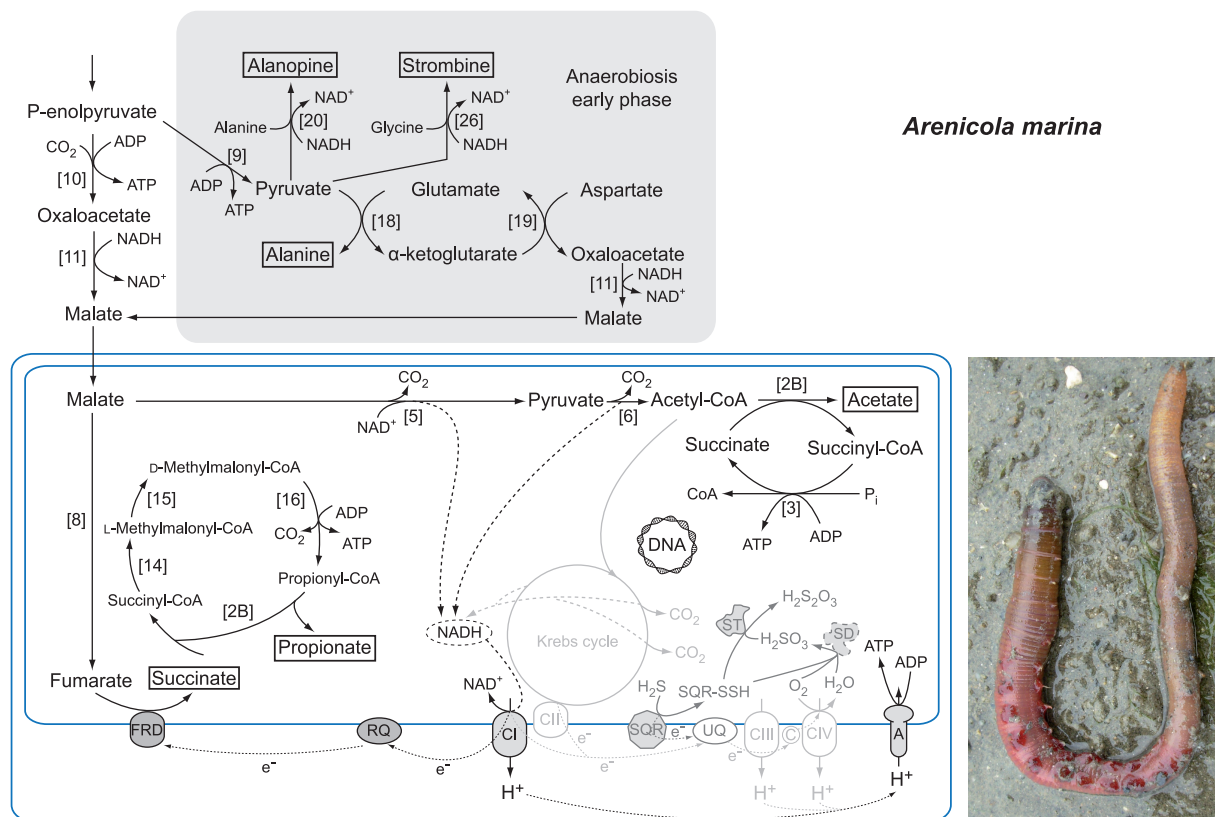 Alanopine
Strombine
Anaerobiosis
early phase
Arenicola marina
P-enolpyruvate
NAD⁺
NAD⁺
Alanine
[20]
Glycine
[26]
NADH
NADH
CO₂
ADP
[9]
[10]
ATP
ADP
ATP
Pyruvate
Glutamate
Aspartate
Oxaloacetate
[18]
[19]
NADH
[11]
NAD⁺
Alanine
α-ketoglutarate
Oxaloacetate
[11]
NADH
NAD⁺
Malate
Malate
CO₂
CO₂
[2B]
Malate
Pyruvate
Acetyl-CoA
Acetate
NAD⁺
[5]
[6]
Succinate
Succinyl-CoA
D-Methylmalonyl-CoA
[15]
[16]
ADP
CoA
Pᵢ
[3]
[8]
L-Methylmalonyl-CoA
CO₂
ATP
ATP
ADP
DNA
[14]
Propionyl-CoA
Succinyl-CoA
[2B]
H₂S₂O₃
CO₂
ST
NADH
Krebs cycle
H₂SO₃
SD
Propionate
CO₂
ATP
ADP
Fumarate
Succinate
NAD⁺
H₂S
SQR-SSH
O₂
H₂O
CII
FRD
RQ
CI
SQR
e⁻
UQ
CIII
C
CIV
A
e⁻
e⁻
e⁻
e⁻
e⁻
H⁺
H⁺
H⁺
H⁺